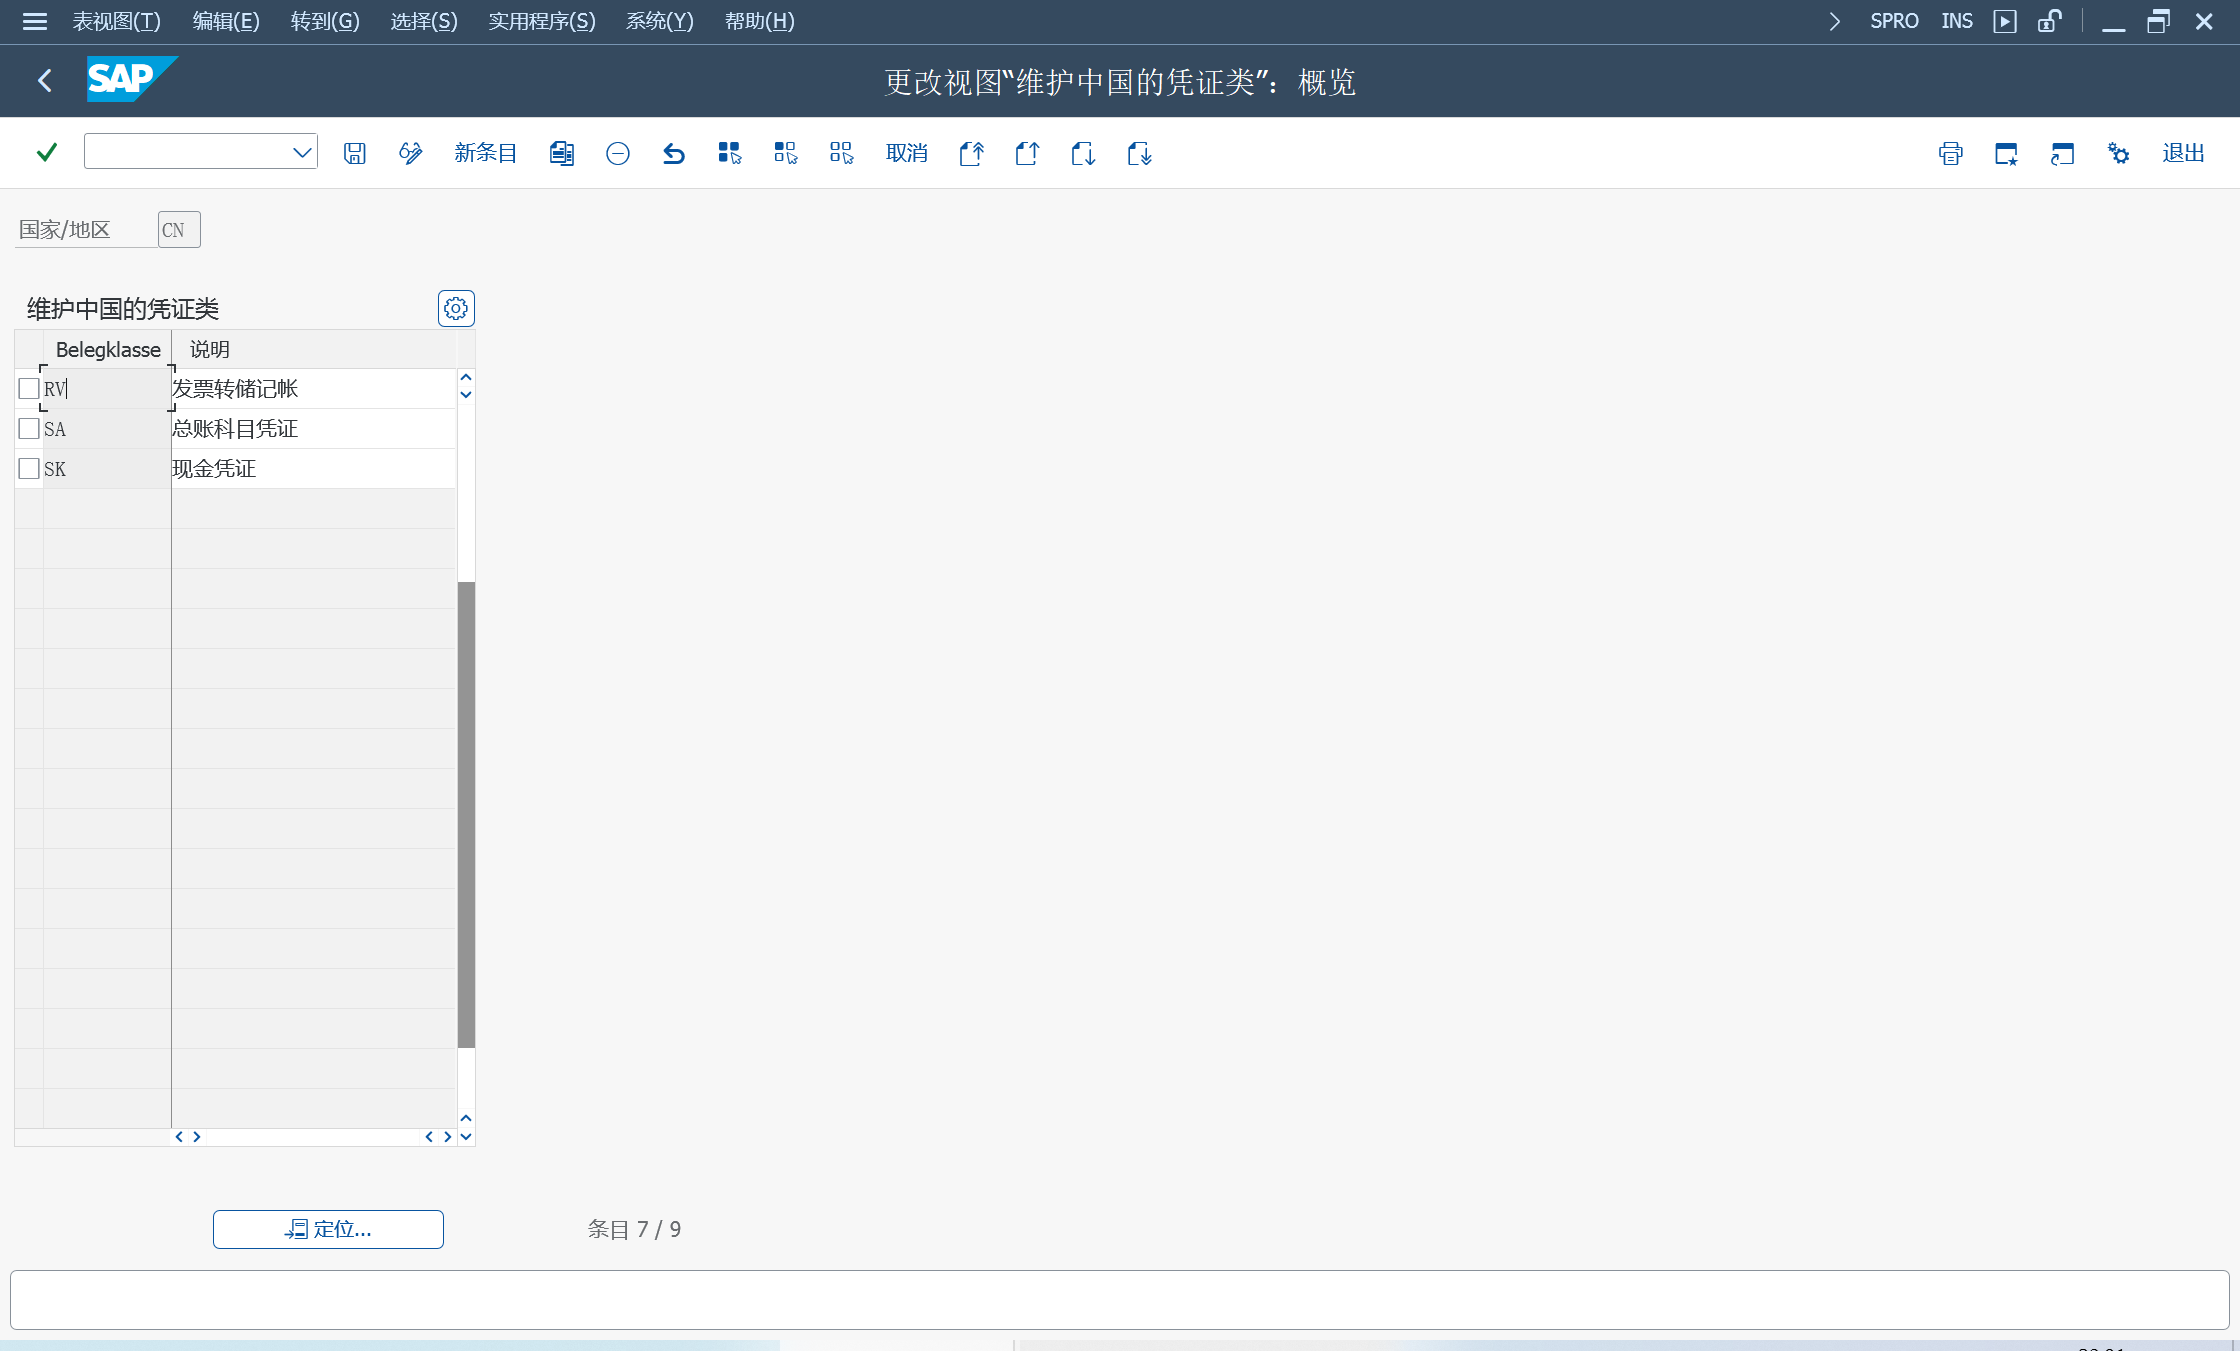 表视图(T) 编辑(E) 转到(G) 选择(S) 实用程序(S) 系统(Y) 帮助(H) SPRO INS
SAP 更改视图“维护中国的凭证类”：概览
新条目 取消 退出
国家/地区 CN
维护中国的凭证类
Belegklasse 说明
RV 发票转储记帐
SA 总账科目凭证
SK 现金凭证
定位... 条目 7 / 9